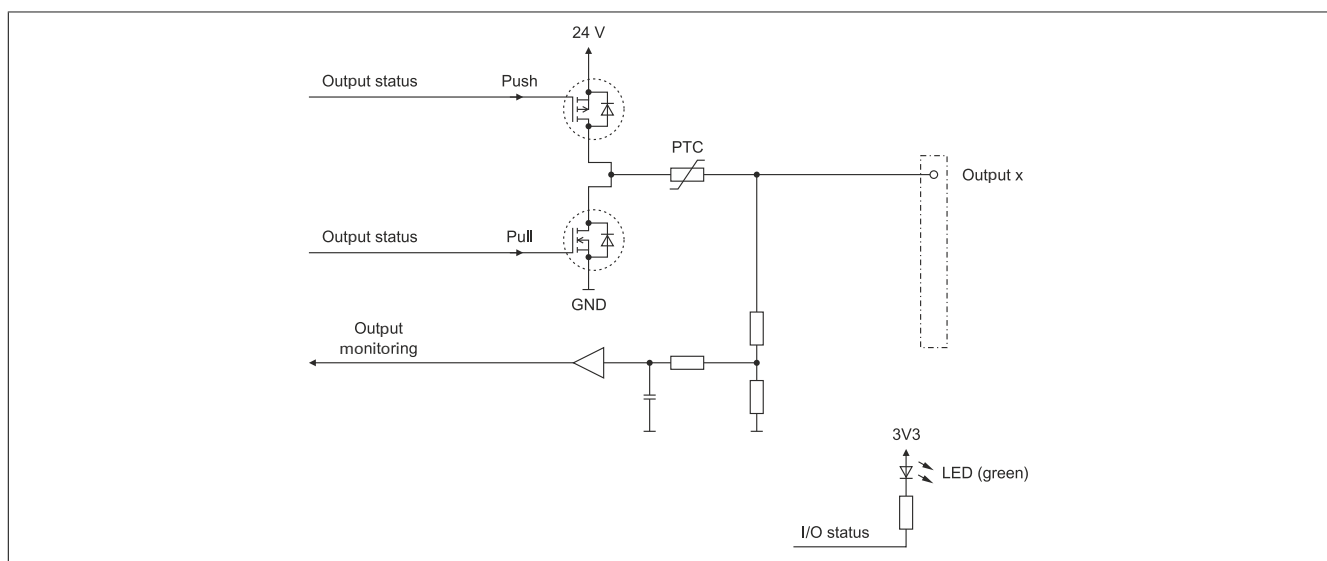 24 V
Output status
Push
PTC
Output x
Output status
Pull
GND
Output
monitoring
3V3
LED (green)
I/O status